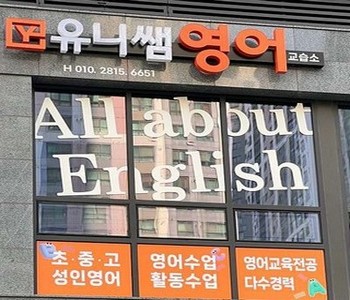 유니쌤영어 교습소
H 010. 2815. 6651
All about
English
초·중·고
성인영어
영어수업
활동수업
영어교육전공
다수경력